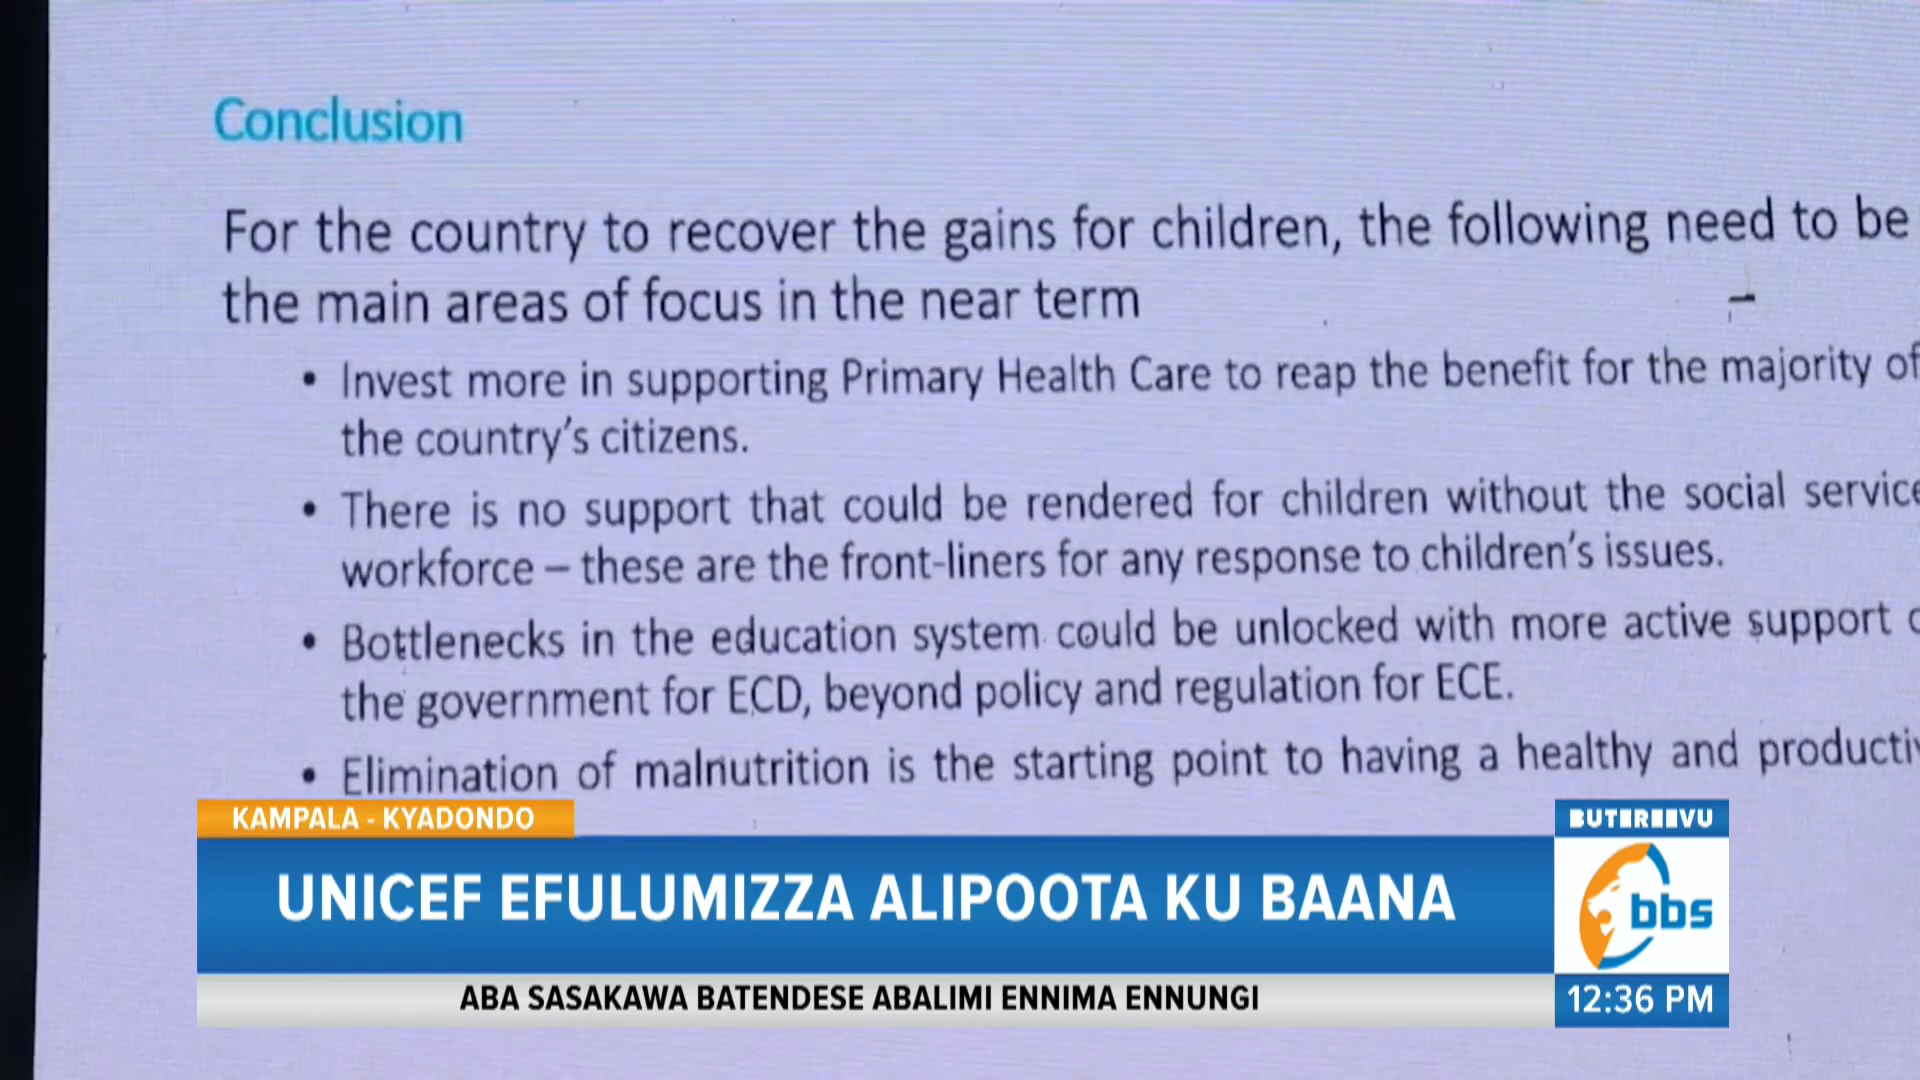 Conclusion
For the country to recover the gains for children, the following need to be
the main areas of focus in the near term
• Invest more in supporting Primary Health Care to reap the benefit for the majority of
the country's citizens.
• There is no support that could be rendered for children without the social service
workforce – these are the front-liners for any response to children's issues.
• Bottlenecks in the education system could be unlocked with more active support
the government for ECD, beyond policy and regulation for ECE.
• Elimination of malnutrition is the starting point to having a healthy and
KAMPALA - KYADONDO
UNICEF EFULUMIZZA ALIPOOTA KU BAANA
ABA SASAKAWA BATENDESE ABALIMI ENNIMA ENNUNGI
BUTEREEVU
bbs
12:36 PM